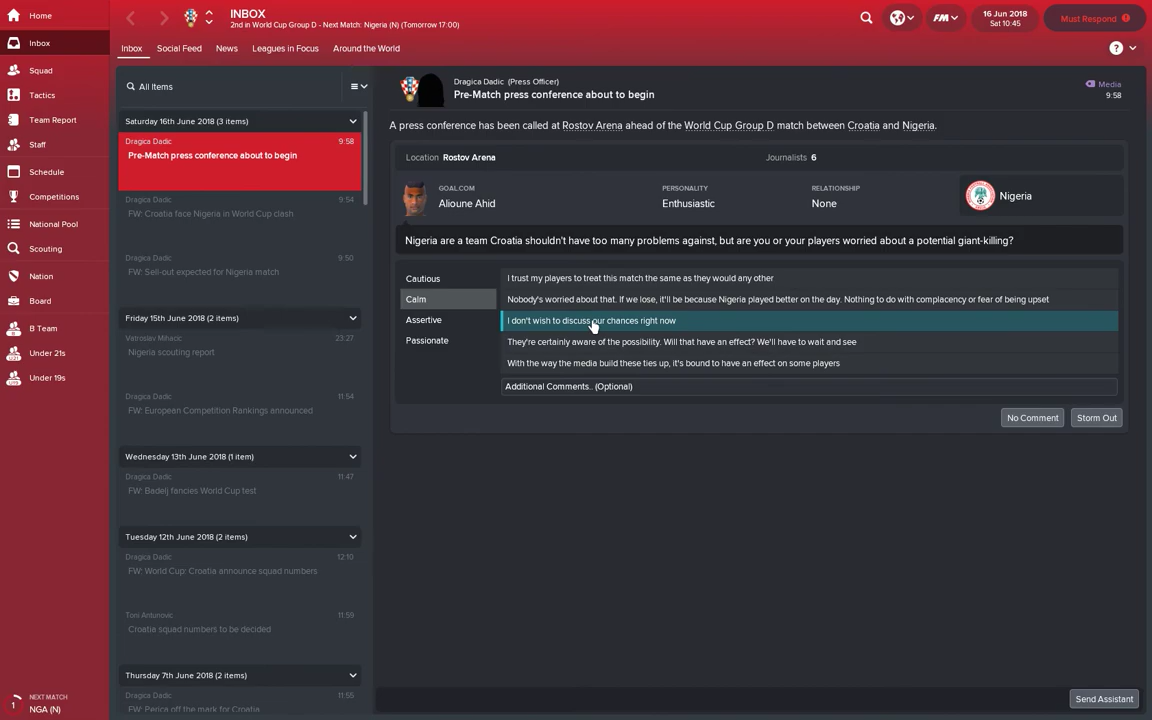 Home
INBOX
2nd in World Cup Group D - Next Match: Nigeria (N) (Tomorrow 17:00)
FM
16 Jun 2018
Sat 10:45
Must Respond
Inbox
Inbox
Social Feed
News
Leagues in Focus
Around the World
?
Squad
Tactics
Team Report
Staff
Schedule
Competitions
National Pool
Scouting
Nation
Board
B Team
Under 21s
Under 19s
NEXT MATCH
1
NGA (N)
All Items
Saturday 16th June 2018 (3 items)
Dragica Dadic 9:58
Pre-Match press conference about to begin
Dragica Dadic 9:54
FW: Croatia face Nigeria in World Cup clash
Dragica Dadic 9:50
FW: Sell-out expected for Nigeria match
Friday 15th June 2018 (2 items)
Vatroslav Mihacic 23:27
Nigeria scouting report
Dragica Dadic 11:54
FW: European Competition Rankings announced
Wednesday 13th June 2018 (1 item)
Dragica Dadic 11:47
FW: Badelj fancies World Cup test
Tuesday 12th June 2018 (2 items)
Dragica Dadic 12:10
FW: World Cup: Croatia announce squad numbers
Toni Antunovic 11:59
Croatia squad numbers to be decided
Thursday 7th June 2018 (2 items)
Dragica Dadic 11:55
FW: Perica off the mark for Croatia
Dragica Dadic (Press Officer)
Pre-Match press conference about to begin
Media
9:58
A press conference has been called at Rostov Arena ahead of the World Cup Group D match between Croatia and Nigeria.
Location Rostov Arena Journalists 6
GOAL.COM PERSONALITY RELATIONSHIP
Alioune Ahid Enthusiastic None Nigeria
Nigeria are a team Croatia shouldn't have too many problems against, but are you or your players worried about a potential giant-killing?
Cautious
Calm
Assertive
Passionate
I trust my players to treat this match the same as they would any other
Nobody's worried about that. If we lose, it'll be because Nigeria played better on the day. Nothing to do with complacency or fear of being upset
I don't wish to discuss our chances right now
They're certainly aware of the possibility. Will that have an effect? We'll have to wait and see
With the way the media build these ties up, it's bound to have an effect on some players
Additional Comments.. (Optional)
No Comment
Storm Out
Send Assistant